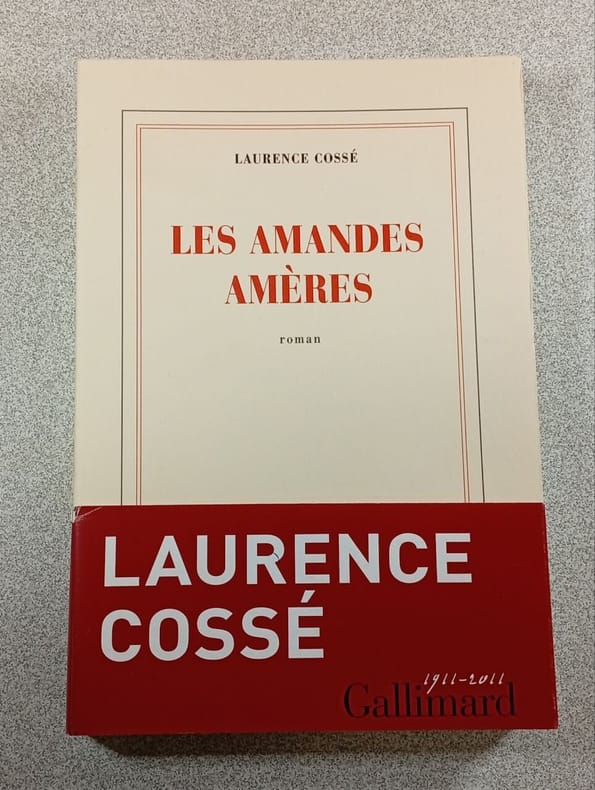 LAURENCE COSSÉ
LES AMANDES
AMÈRES
roman
LAURENCE
COSSÉ
1911-2011
Gallimard